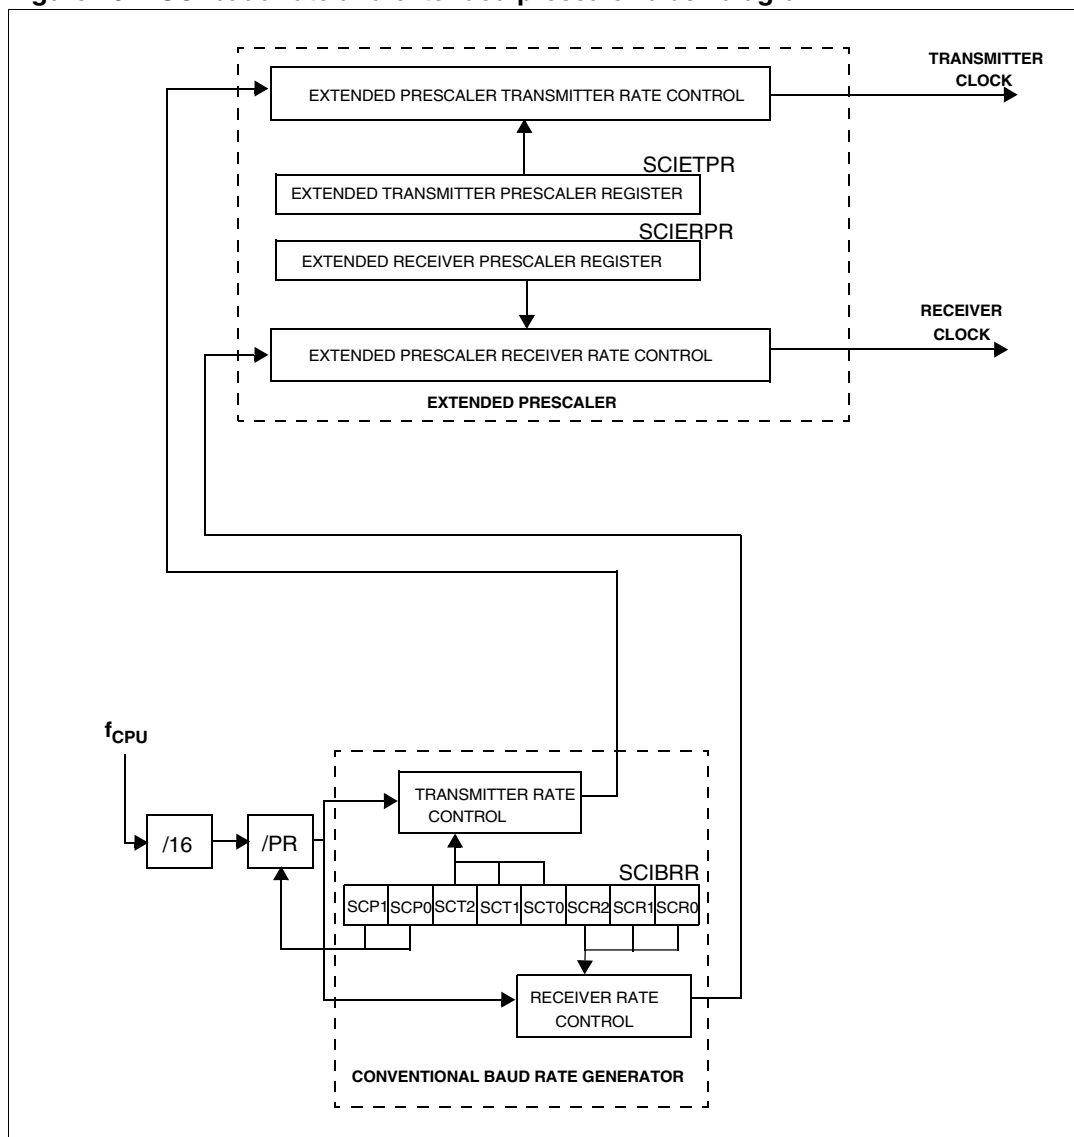 TRANSMITTER
CLOCK
EXTENDED PRESCALER TRANSMITTER RATE CONTROL
SCIETPR
EXTENDED TRANSMITTER PRESCALER REGISTER
SCIERPR
EXTENDED RECEIVER PRESCALER REGISTER
RECEIVER
CLOCK
EXTENDED PRESCALER RECEIVER RATE CONTROL
EXTENDED PRESCALER
fCPU
TRANSMITTER RATE
CONTROL
/16
/PR
SCIBRR
SCP1 SCP0 SCT2 SCT1 SCT0 SCR2 SCR1 SCR0
RECEIVER RATE
CONTROL
CONVENTIONAL BAUD RATE GENERATOR